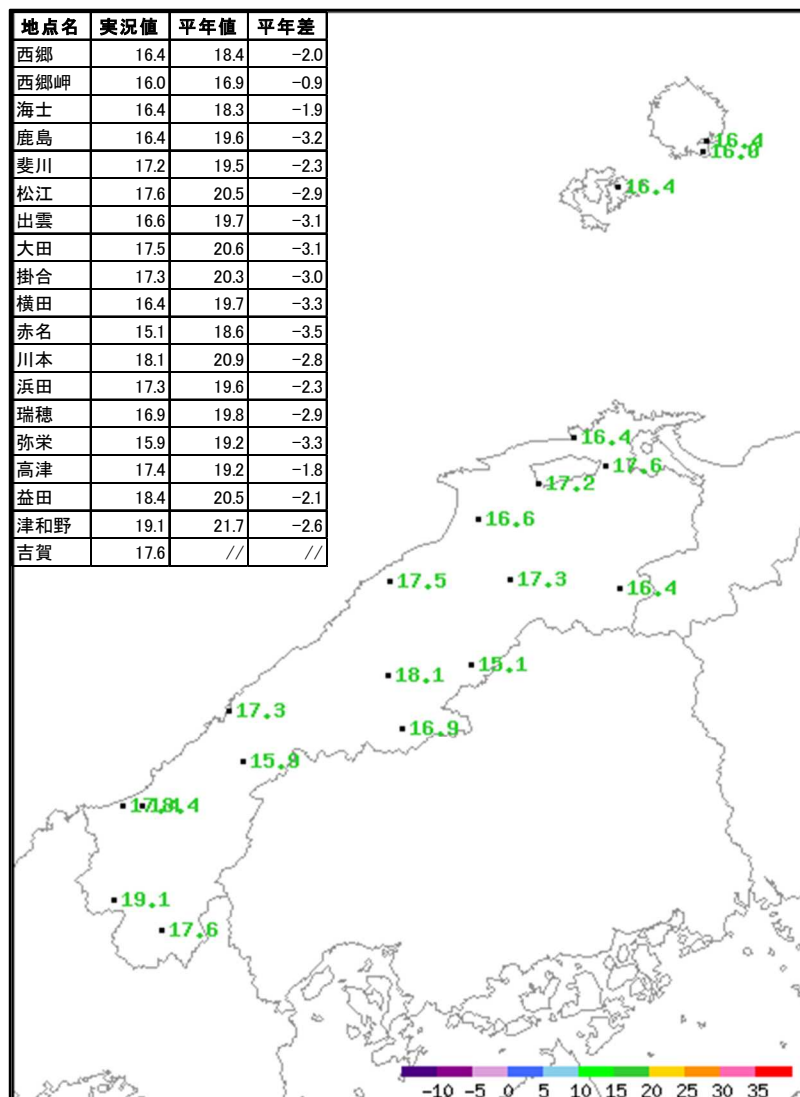 地点名 実況値 平年値 平年差
西郷 16.4 18.4 −2.0
西郷岬 16.0 16.9 −0.9
海士 16.4 18.3 −1.9
鹿島 16.4 19.6 −3.2
斐川 17.2 19.5 −2.3
松江 17.6 20.5 −2.9
出雲 16.6 19.7 −3.1
大田 17.5 20.6 −3.1
掛合 17.3 20.3 −3.0
横田 16.4 19.7 −3.3
赤名 15.1 18.6 −3.5
川本 18.1 20.9 −2.8
浜田 17.3 19.6 −2.3
瑞穂 16.9 19.8 −2.9
弥栄 15.9 19.2 −3.3
高津 17.4 19.2 −1.8
益田 18.4 20.5 −2.1
津和野 19.1 21.7 −2.6
吉賀 17.6 // //
16.4
16.0
16.4
16.4
17.6
17.2
16.6
17.5
17.3
16.4
15.1
18.1
17.3
16.9
15.9
17.4
18.4
19.1
17.6
-10 -5 0 5 10 15 20 25 30 35